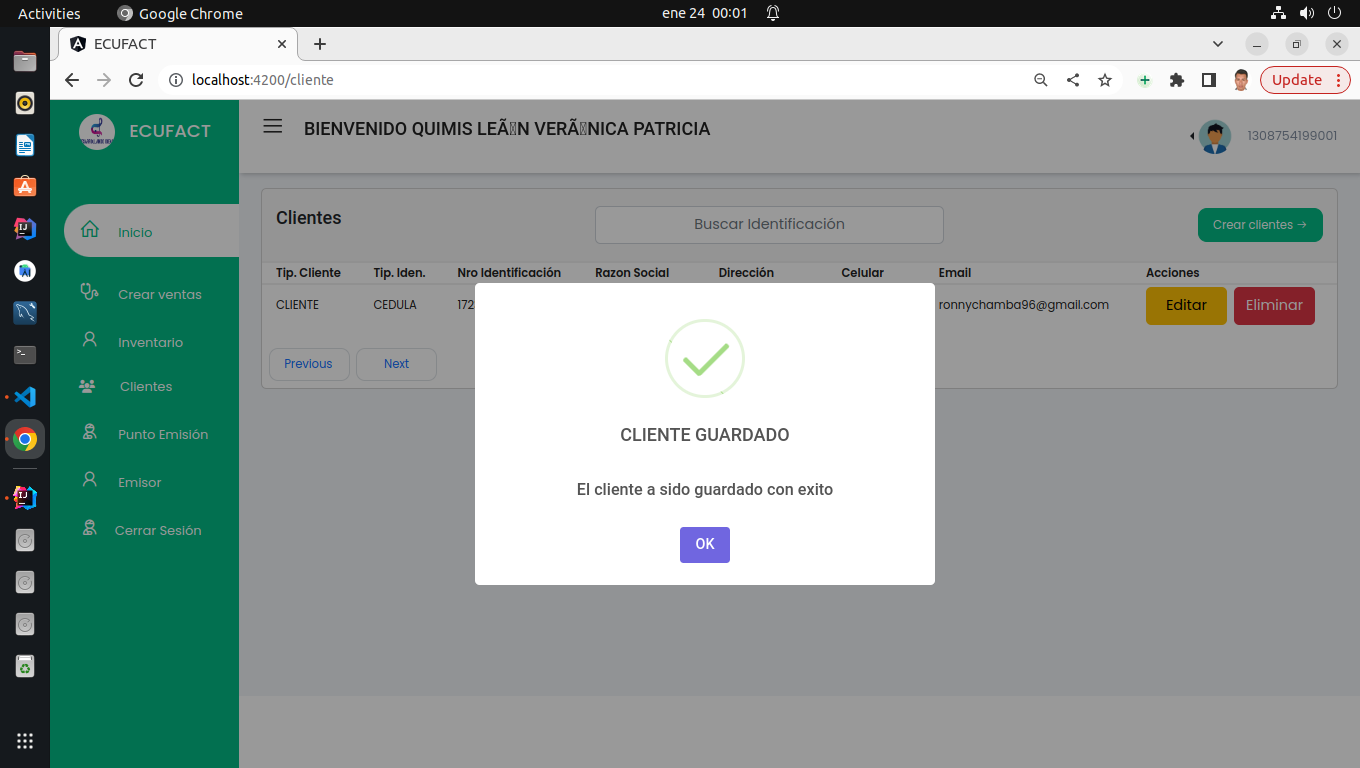 Activities
Google Chrome
ene 24 00:01
ECUFACT
localhost:4200/cliente
Update
ECUFACT
BIENVENIDO QUIMIS LEÃN VERÃNICA PATRICIA
1308754199001
Inicio
Crear ventas
Inventario
Clientes
Punto Emisión
Emisor
Cerrar Sesión
Clientes
Buscar Identificación
Crear clientes →
Tip. Cliente Tip. Iden. Nro Identificación Razon Social Dirección Celular Email Acciones
CLIENTE CEDULA 172 ronnychamba96@gmail.com Editar Eliminar
Previous Next
CLIENTE GUARDADO
El cliente a sido guardado con exito
OK